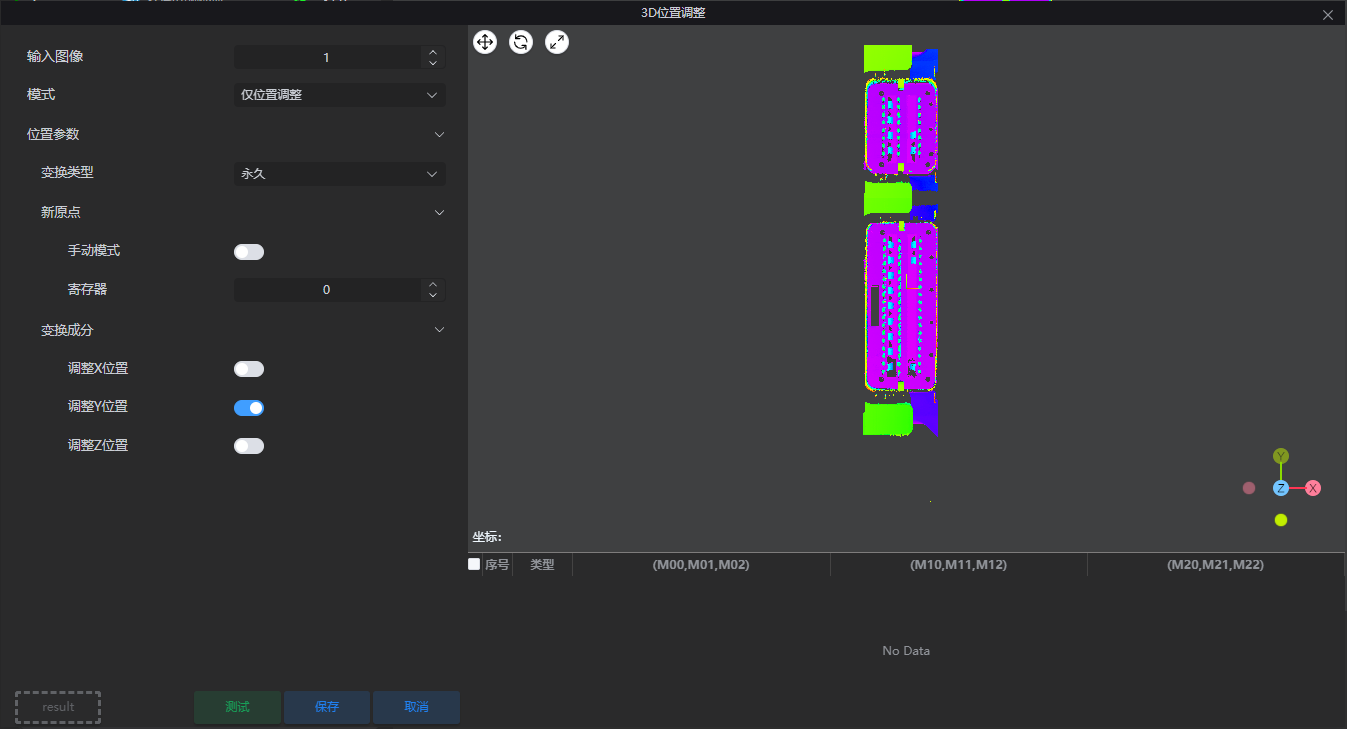 3D位置调整
输入图像
1
模式
仅位置调整
位置参数
变换类型
永久
新原点
手动模式
寄存器
0
变换成分
调整X位置
调整Y位置
调整Z位置
Y
Z
X
坐标:
序号 类型 (M00,M01,M02) (M10,M11,M12) (M20,M21,M22)
No Data
result
测试
保存
取消